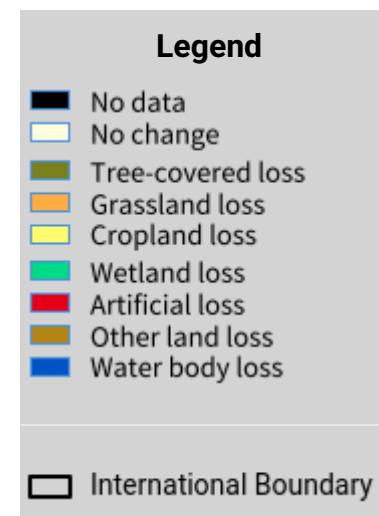 Legend
No data
No change
Tree-covered loss
Grassland loss
Cropland loss
Wetland loss
Artificial loss
Other land loss
Water body loss
International Boundary